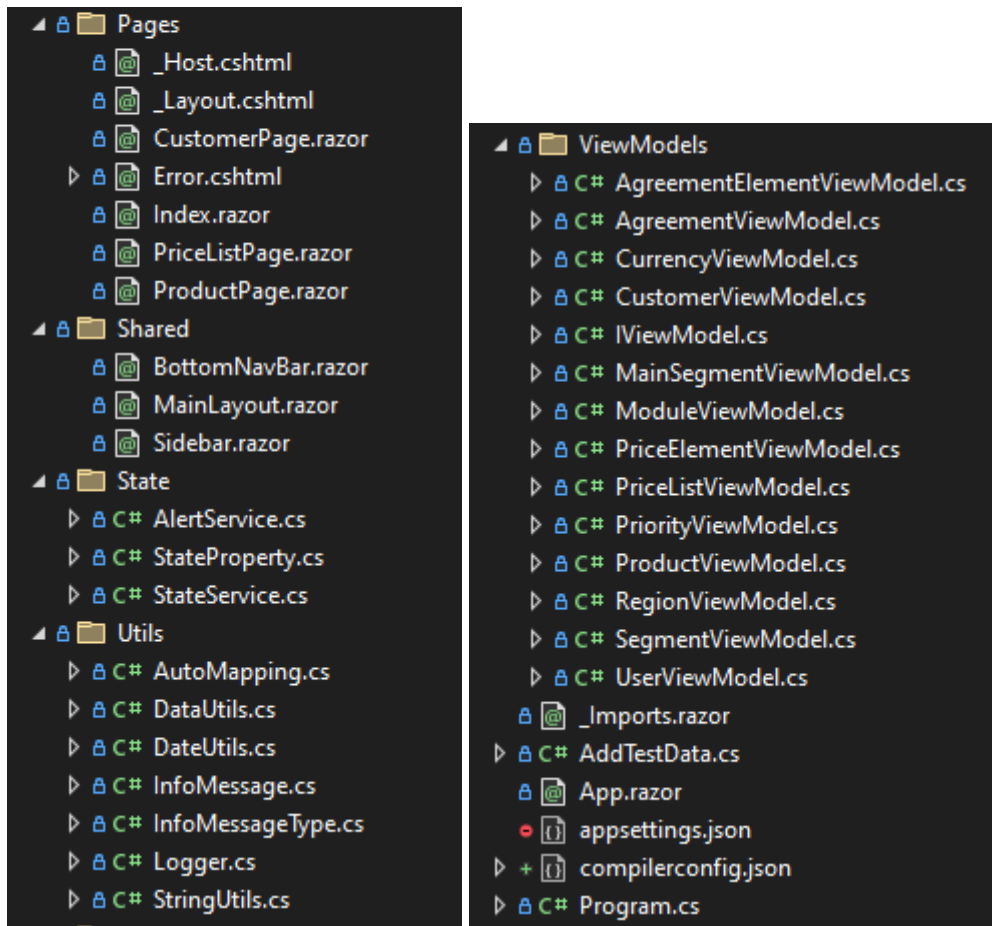 Pages
_Host.cshtml
_Layout.cshtml
CustomerPage.razor
Error.cshtml
Index.razor
PriceListPage.razor
ProductPage.razor
Shared
BottomNavBar.razor
MainLayout.razor
Sidebar.razor
State
C# AlertService.cs
C# StateProperty.cs
C# StateService.cs
Utils
C# AutoMapping.cs
C# DataUtils.cs
C# DateUtils.cs
C# InfoMessage.cs
C# InfoMessageType.cs
C# Logger.cs
C# StringUtils.cs
ViewModels
C# AgreementElementViewModel.cs
C# AgreementViewModel.cs
C# CurrencyViewModel.cs
C# CustomerViewModel.cs
C# IViewModel.cs
C# MainSegmentViewModel.cs
C# ModuleViewModel.cs
C# PriceElementViewModel.cs
C# PriceListViewModel.cs
C# PriorityViewModel.cs
C# ProductViewModel.cs
C# RegionViewModel.cs
C# SegmentViewModel.cs
C# UserViewModel.cs
_Imports.razor
C# AddTestData.cs
App.razor
appsettings.json
compilerconfig.json
C# Program.cs